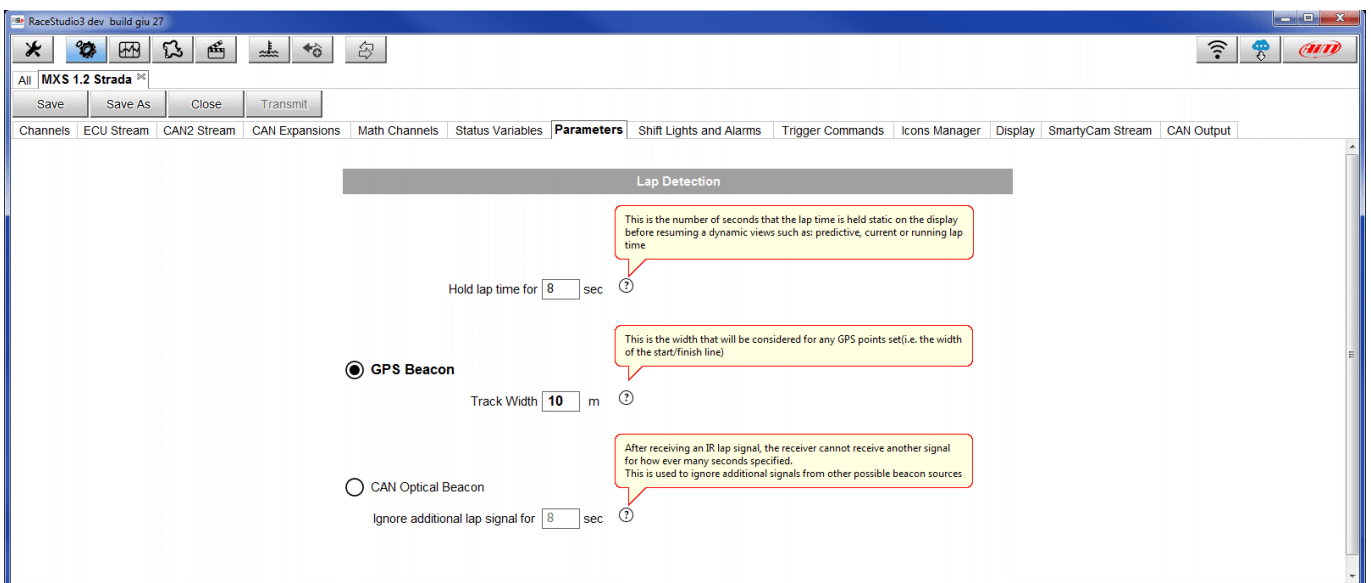 RaceStudio3 dev build giu 27
AiM
All MXS 1.2 Strada
Save Save As Close Transmit
Channels ECU Stream CAN2 Stream CAN Expansions Math Channels Status Variables Parameters Shift Lights and Alarms Trigger Commands Icons Manager Display SmartyCam Stream CAN Output
Lap Detection
This is the number of seconds that the lap time is held static on the display
before resuming a dynamic views such as: predictive, current or running lap
time
Hold lap time for 8 sec ?
This is the width that will be considered for any GPS points set(i.e. the width
of the start/finish line)
GPS Beacon
Track Width 10 m ?
After receiving an IR lap signal, the receiver cannot receive another signal
for how ever many seconds specified.
This is used to ignore additional signals from other possible beacon sources
CAN Optical Beacon
Ignore additional lap signal for 8 sec ?